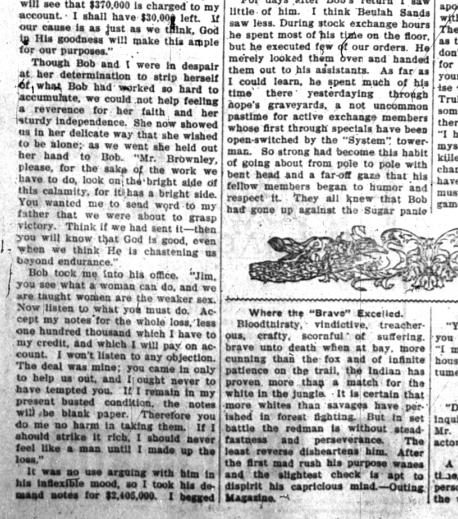 will see that $370,000 is charged to my
account. I shall have $30,000 left. If
our cause is as just as we think, God
in His goodness will make this ample
for our purposes."
Though Bob and I were in despair
at her determination to strip herself
of what Bob had worked so hard to
accumulate, we could not help feeling
a reverence for her faith and her
sturdy independence. She now showed
us in her delicate way that she wished
to be alone; as we went she held out
her hand to Bob. "Mr. Brownley,
please, for the sake of the work we
have to do, look on the bright side of
this calamity, for it has a bright side.
You wanted me to send word to my
father that we were about to grasp
victory. Think if we had sent it—then
you will know that God is good, even
when we think He is chastening us
beyond endurance."
Bob took me into his office. "Jim,
you see what a woman can do, and we
are taught women are the weaker sex.
Now listen to what you must do. Ac-
cept my notes for the whole loss, less
one hundred thousand which I have to
my credit, and which I will pay on ac-
count. I won't listen to any objection.
The deal was mine; you came in only
to help us out, and I ought never to
have tempted you. If I remain in my
present busted condition, the notes
will be blank paper. Therefore you
do me no harm in taking them. If I
should strike it rich, I should never
feel like a man until I made up the
loss."
It was no use arguing with him in
his inflexible mood, so I took his de-
mand notes for $2,405,000. I begged
For days after Bob's return I saw
little of him. I think Beulah Sands
saw less. During stock exchange hours
he spent most of his time on the floor,
but he executed few of our orders. He
merely looked them over and handed
them out to his assistants. As far as
I could learn, he spent much of his
time there yesterdaying through
hope's graveyards, a not uncommon
pastime for active exchange members
whose first through specials have been
open-switched by the "System" tower-
man. So strong had become this habit
of going about from pole to pole with
bent head and a far-off gaze that his
fellow members began to humor and
respect it. They all knew that Bob
had gone up against the Sugar panic
Where the "Brave" Excelled.
Bloodthirsty, vindictive, treacher-
ous, crafty, scornful of suffering,
brave unto death when at bay, more
cunning than the fox and of infinite
patience on the trail, the Indian has
proven more than a match for the
white in the jungle. It is certain that
more whites than savages have per-
ished in forest fighting. But in set
battle the redman is without stead-
fastness and perseverance. The
least reverse disheartens him. After
the first mad rush his purpose wanes
and the slightest check is apt to
dispirit his capricious mind.—Outing
Magazine.